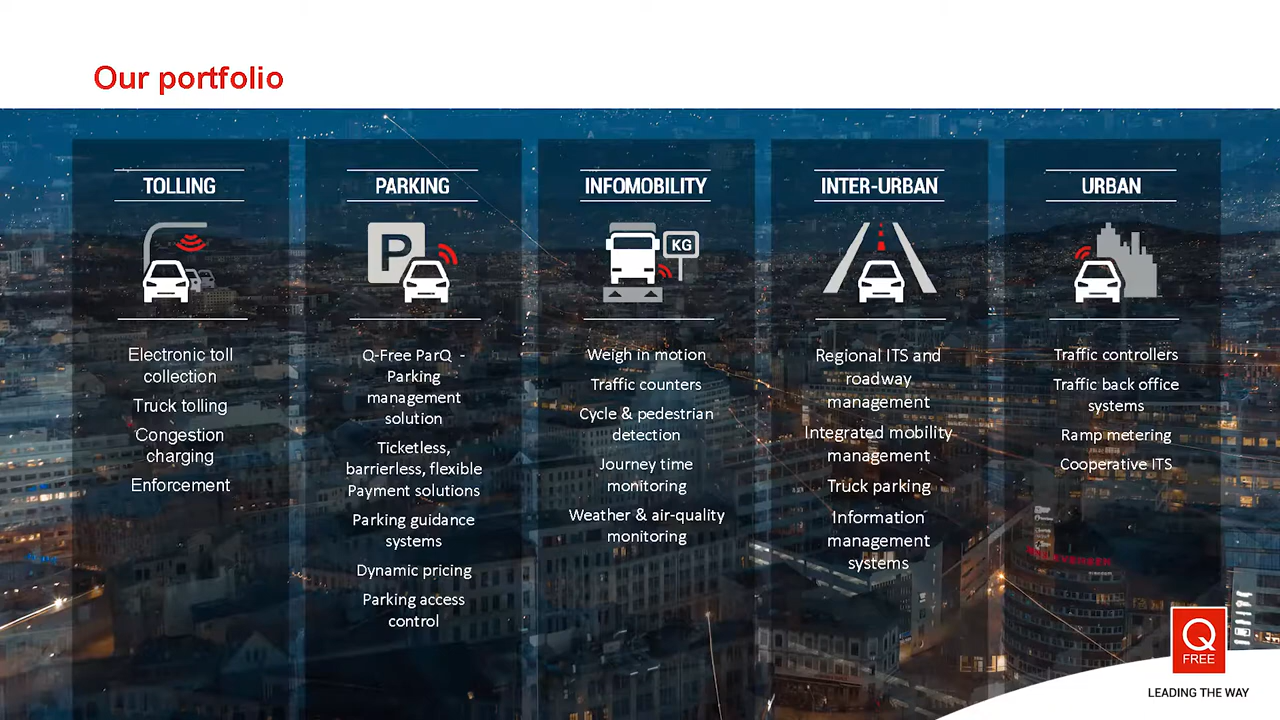 Our portfolio
TOLLING
Electronic toll
collection
Truck tolling
Congestion
charging
Enforcement
PARKING
P
Q-Free ParQ -
Parking
management
solution
Ticketless,
barrierless, flexible
Payment solutions
Parking guidance
systems
Dynamic pricing
Parking access
control
INFOMOBILITY
KG
Weigh in motion
Traffic counters
Cycle & pedestrian
detection
Journey time
monitoring
Weather & air-quality
monitoring
INTER-URBAN
Regional ITS and
roadway
management
Integrated mobility
management
Truck parking
Information
management
systems
URBAN
Traffic controllers
Traffic back office
systems
Ramp metering
Cooperative ITS
Q
FREE
LEADING THE WAY